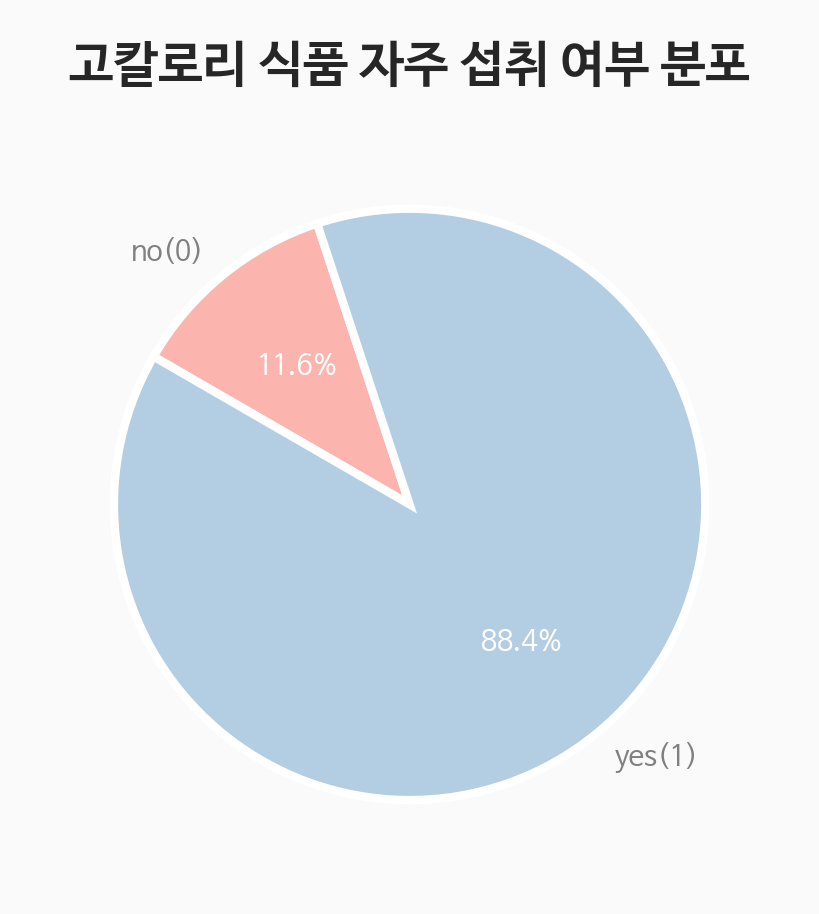 고칼로리 식품 자주 섭취 여부 분포
no(0)
11.6%
88.4%
yes(1)